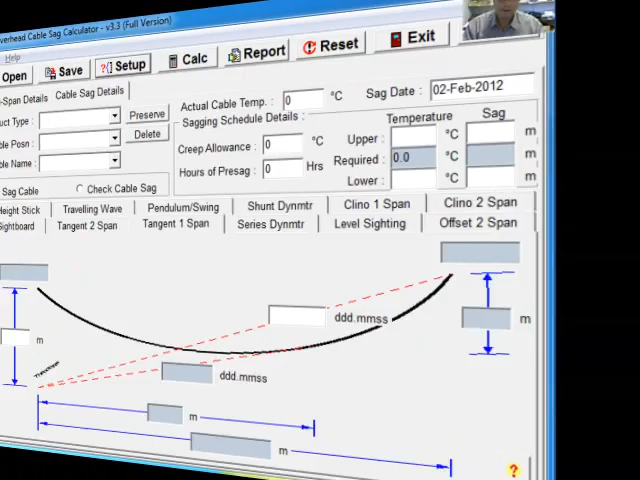 verhead Cable Sag Calculator - v3.3 (Full Version)
Help
Open Save ?{} Setup Calc Report Reset Exit
-Span Details Cable Sag Details
uct Type :
ble Posn :
ble Name :
Preserve
Delete
Sag Cable Check Cable Sag
Actual Cable Temp. : 0 °C Sag Date : 02-Feb-2012
Sagging Schedule Details :
Creep Allowance : 0 °C
Hours of Presag : 0 Hrs
Temperature Sag
Upper : °C m
Required : 0.0 °C m
Lower : °C m
Height Stick Travelling Wave Pendulum/Swing Shunt Dynmtr Clino 1 Span Clino 2 Span
Sightboard Tangent 2 Span Tangent 1 Span Series Dynmtr Level Sighting Offset 2 Span
ddd.mmss
m
m
ddd.mmss
m
m
?